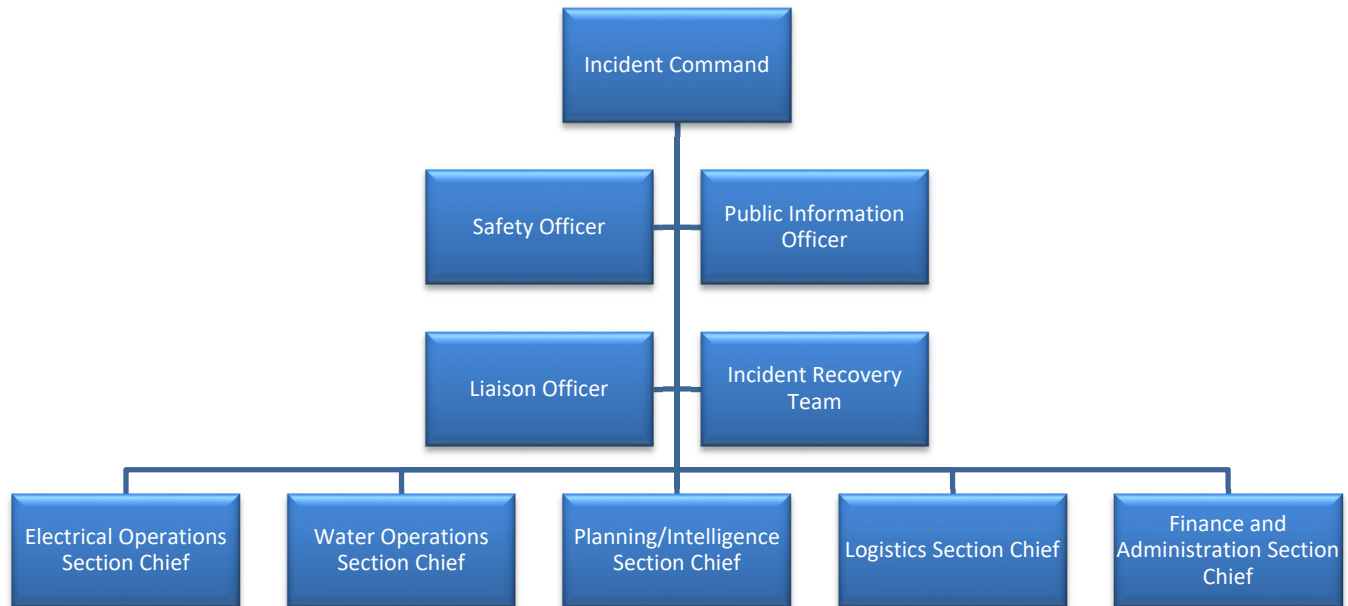 Incident Command
Safety Officer
Public Information
Officer
Liaison Officer
Incident Recovery
Team
Electrical Operations
Section Chief
Water Operations
Section Chief
Planning/Intelligence
Section Chief
Logistics Section Chief
Finance and
Administration Section
Chief